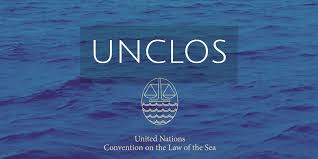 UNCLOS
United Nations
Convention on the Law of the Sea